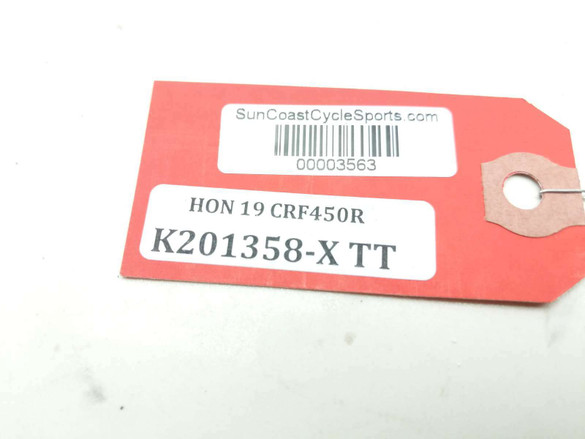 SunCoastCycleSports.com
00003563
HON 19 CRF450R
K201358-X TT